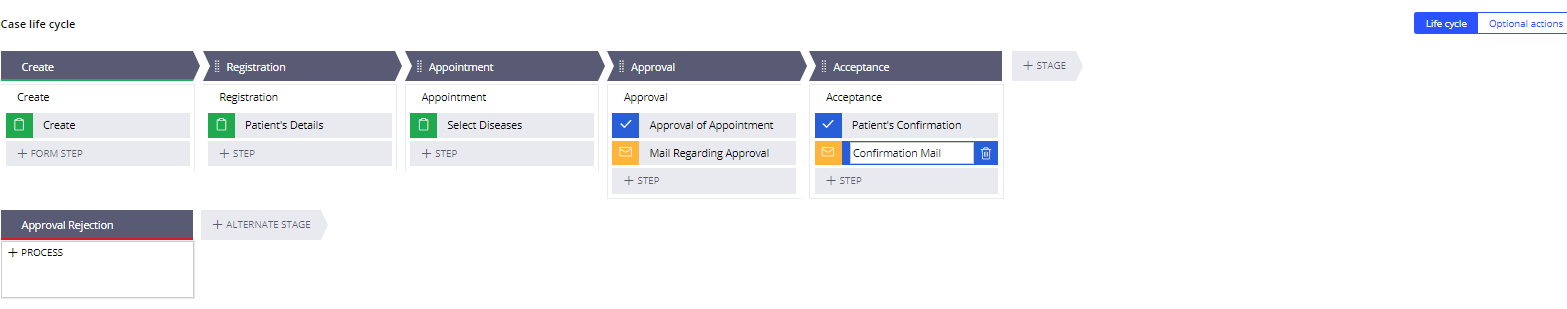 Case life cycle
Life cycle
Optional actions
Create
Registration
Appointment
Approval
Acceptance
+ STAGE
Create
Registration
Appointment
Approval
Acceptance
Create
Patient's Details
Select Diseases
Approval of Appointment
Patient's Confirmation
+ FORM STEP
+ STEP
+ STEP
Mail Regarding Approval
Confirmation Mail
+ STEP
+ STEP
Approval Rejection
+ ALTERNATE STAGE
+ PROCESS